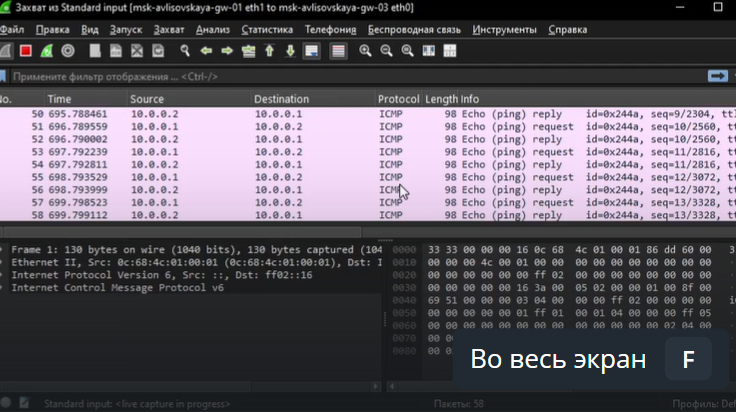 Захват из Standard input [msk-avlisovskaya-gw-01 eth1 to msk-avlisovskaya-gw-03 eth0]
Файл Правка Вид Запуск Захват Анализ Статистика Телефония Беспроводная связь Инструменты Справка
Примените фильтр отображения ... <Ctrl-/>
No. Time Source Destination Protocol Length Info
50 695.788461 10.0.0.2 10.0.0.1 ICMP 98 Echo (ping) reply id=0x244a, seq=9/2304, tt
51 696.789559 10.0.0.1 10.0.0.2 ICMP 98 Echo (ping) request id=0x244a, seq=10/2560, tt
52 696.790002 10.0.0.2 10.0.0.1 ICMP 98 Echo (ping) reply id=0x244a, seq=10/2560, tt
53 697.792239 10.0.0.1 10.0.0.2 ICMP 98 Echo (ping) request id=0x244a, seq=11/2816, tt
54 697.792811 10.0.0.2 10.0.0.1 ICMP 98 Echo (ping) reply id=0x244a, seq=11/2816, tt
55 698.793529 10.0.0.1 10.0.0.2 ICMP 98 Echo (ping) request id=0x244a, seq=12/3072, tt
56 698.793999 10.0.0.2 10.0.0.1 ICMP 98 Echo (ping) reply id=0x244a, seq=12/3072, tt
57 699.798523 10.0.0.1 10.0.0.2 ICMP 98 Echo (ping) request id=0x244a, seq=13/3328, tt
58 699.799112 10.0.0.2 10.0.0.1 ICMP 98 Echo (ping) reply id=0x244a, seq=13/3328, tt
Frame 1: 130 bytes on wire (1040 bits), 130 bytes captured (104
Ethernet II, Src: 0c:68:4c:01:00:01 (0c:68:4c:01:00:01), Dst: I
Internet Protocol Version 6, Src: ::, Dst: ff02::16
Internet Control Message Protocol v6
0000 33 33 00 00 00 16 0c 68 4c 01 00 01 86 dd 60 00 3
0010 00 00 00 4c 00 01 00 00 00 00 00 00 00 00 00 00
0020 00 00 00 00 00 00 ff 02 00 00 00 00 00 00 00 00
0030 00 00 00 00 00 16 3a 00 05 02 00 00 01 00 8f 00
0040 69 51 00 00 00 03 04 00 00 00 ff 02 00 00 00 00
0050 00 00 00 00 00 01 ff 01 00 01 04 00 00 00 ff 05
0060 00 00 00 00 00 00 00 00 00 00 00 00 00 02 04 00
0070 00 00
0080 00
Во весь экран F
Standard input: <live capture in progress>
Пакеты: 58
Профиль: Def